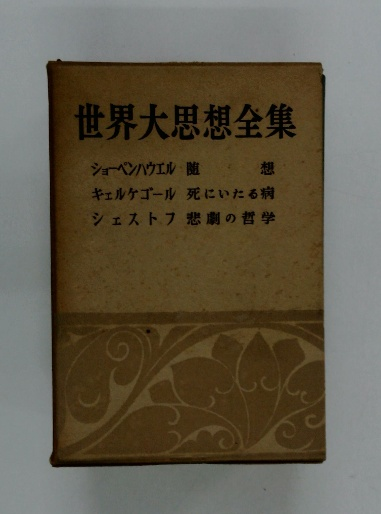 世界大思想全集
ショーペンハウエル 随想
キェルケゴール 死にいたる病
シェストフ 悲劇の哲学